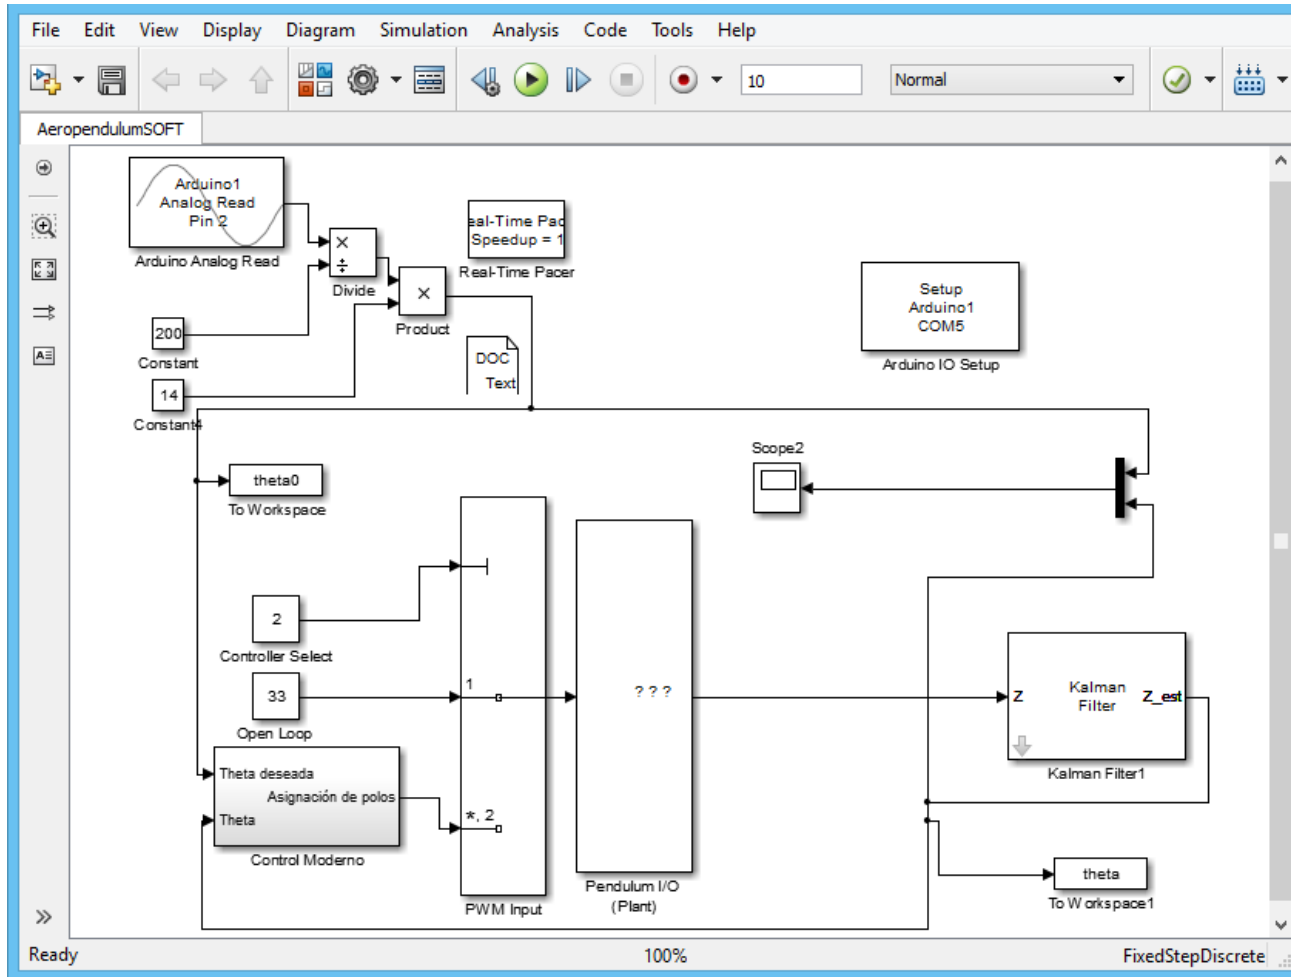 File Edit View Display Diagram Simulation Analysis Code Tools Help
10 Normal
AeropendulumSOFT
Arduino1
Analog Read
Pin 2
Arduino Analog Read
×
÷
Divide
×
Product
eal-Time Pac
Speedup = 1
Real-Time Pacer
Setup
Arduino1
COM5
Arduino IO Setup
200
Constant
14
Constant4
DOC
Text
theta0
To Workspace
Scope2
2
Controller Select
33
Open Loop
Theta deseada
Asignación de polos
Theta
Control Moderno
1
*, 2
PWM Input
? ? ?
Pendulum I/O
(Plant)
Z
Kalman
Filter
Z_est
Kalman Filter1
theta
To Workspace1
Ready 100% FixedStepDiscrete